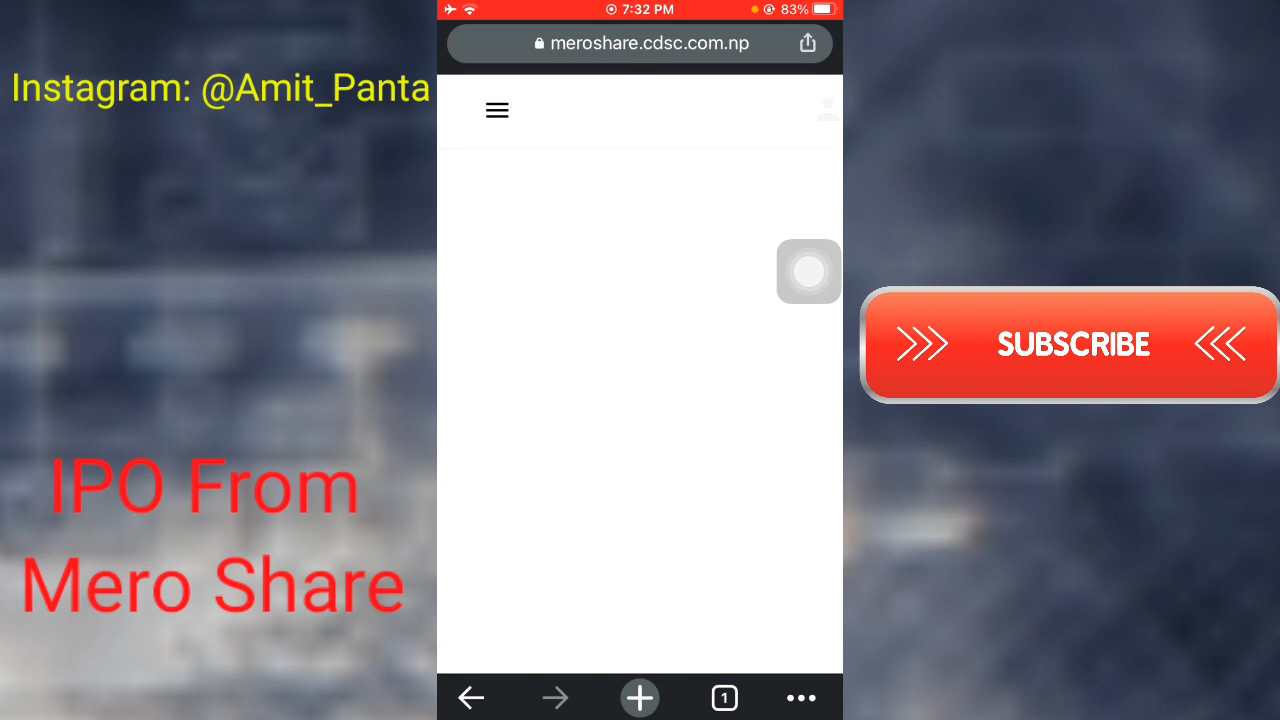 7:32 PM
83%
meroshare.cdsc.com.np
Instagram: @Amit_Panta
SUBSCRIBE
IPO From
Mero Share
1